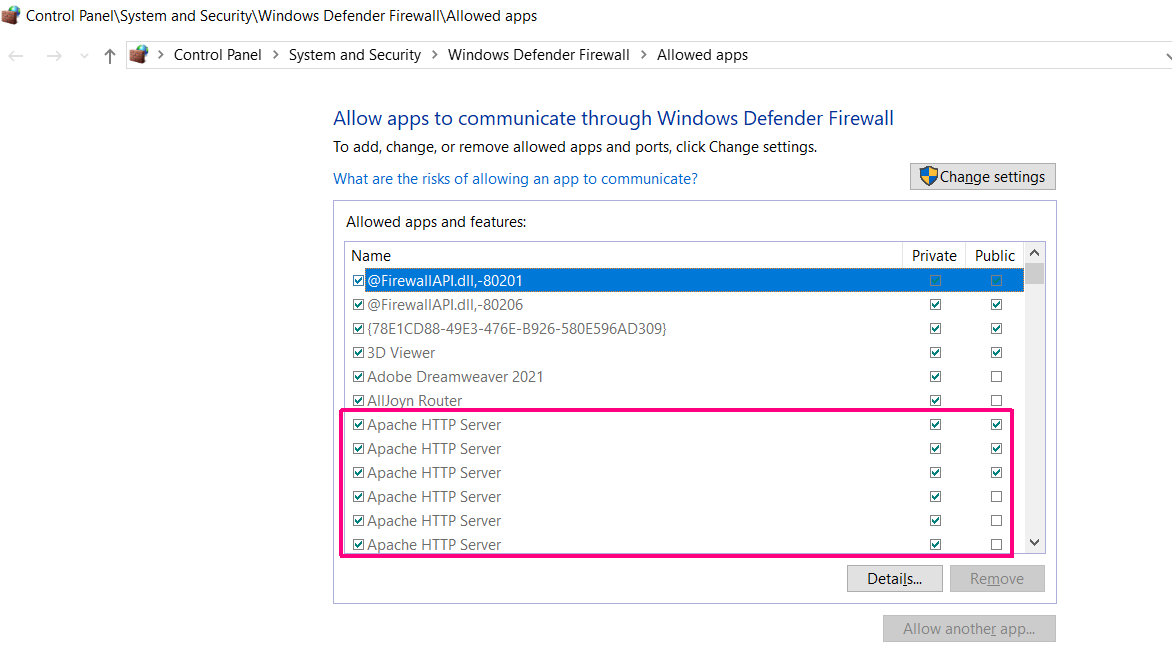 Control Panel\System and Security\Windows Defender Firewall\Allowed apps
Control Panel > System and Security > Windows Defender Firewall > Allowed apps
Allow apps to communicate through Windows Defender Firewall
To add, change, or remove allowed apps and ports, click Change settings.
What are the risks of allowing an app to communicate?
Change settings
Allowed apps and features:
Name Private Public
@FirewallAPI.dll,-80201
@FirewallAPI.dll,-80206
{78E1CD88-49E3-476E-B926-580E596AD309}
3D Viewer
Adobe Dreamweaver 2021
AllJoyn Router
Apache HTTP Server
Apache HTTP Server
Apache HTTP Server
Apache HTTP Server
Apache HTTP Server
Apache HTTP Server
Details... Remove
Allow another app...